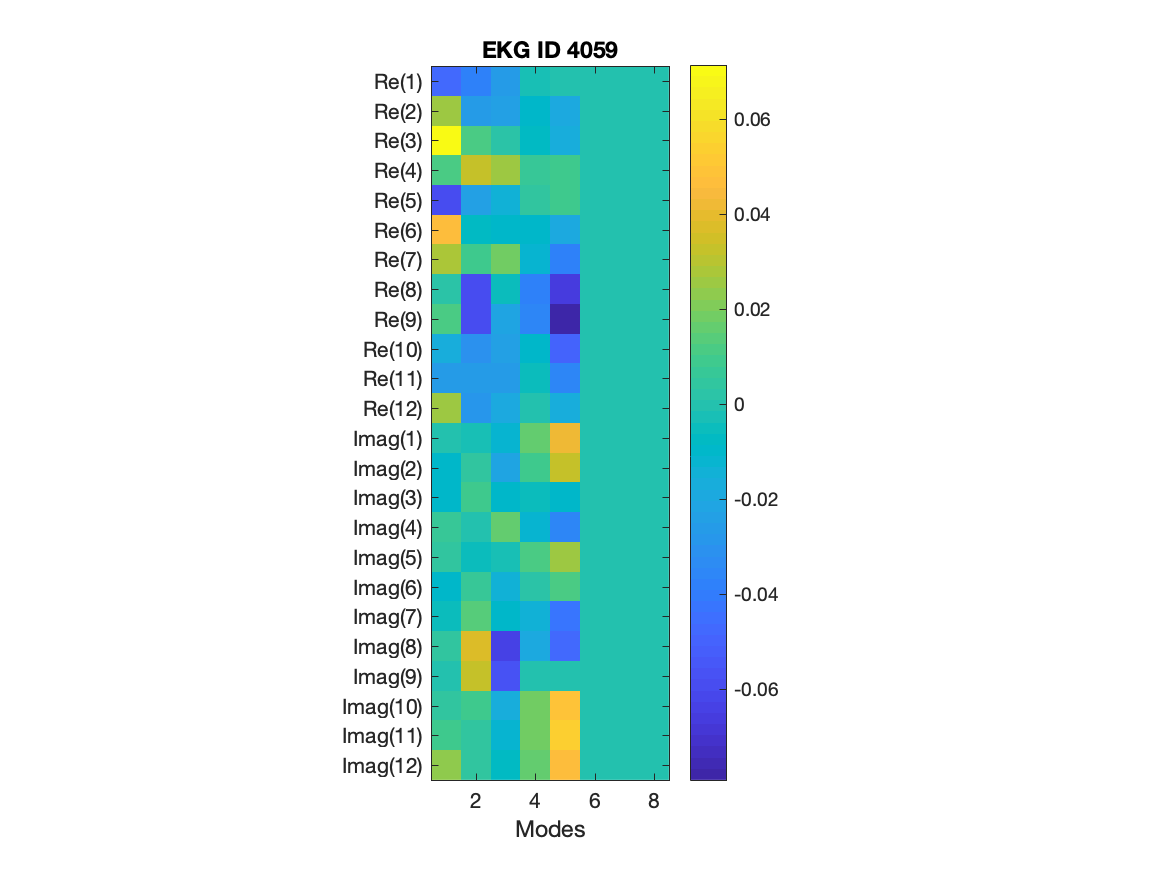 EKG ID 4059
Re(1)
Re(2)
Re(3)
Re(4)
Re(5)
Re(6)
Re(7)
Re(8)
Re(9)
Re(10)
Re(11)
Re(12)
Imag(1)
Imag(2)
Imag(3)
Imag(4)
Imag(5)
Imag(6)
Imag(7)
Imag(8)
Imag(9)
Imag(10)
Imag(11)
Imag(12)
2 4 6 8
Modes
0.06
0.04
0.02
0
-0.02
-0.04
-0.06